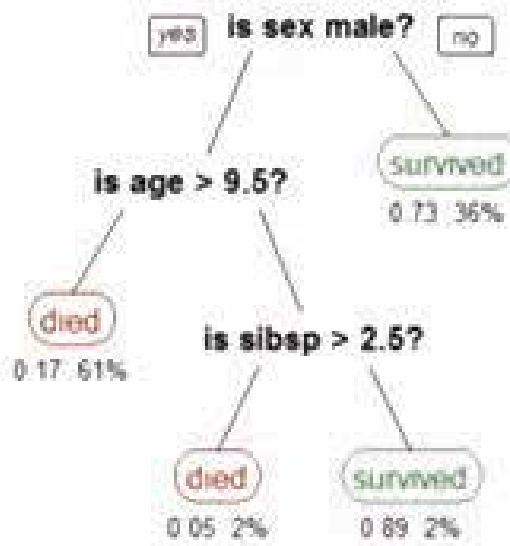 yes is sex male? no
survived
0.73 36%
is age > 9.5?
died
0.17 61%
is sibsp > 2.5?
died
0.05 2%
survived
0.89 2%